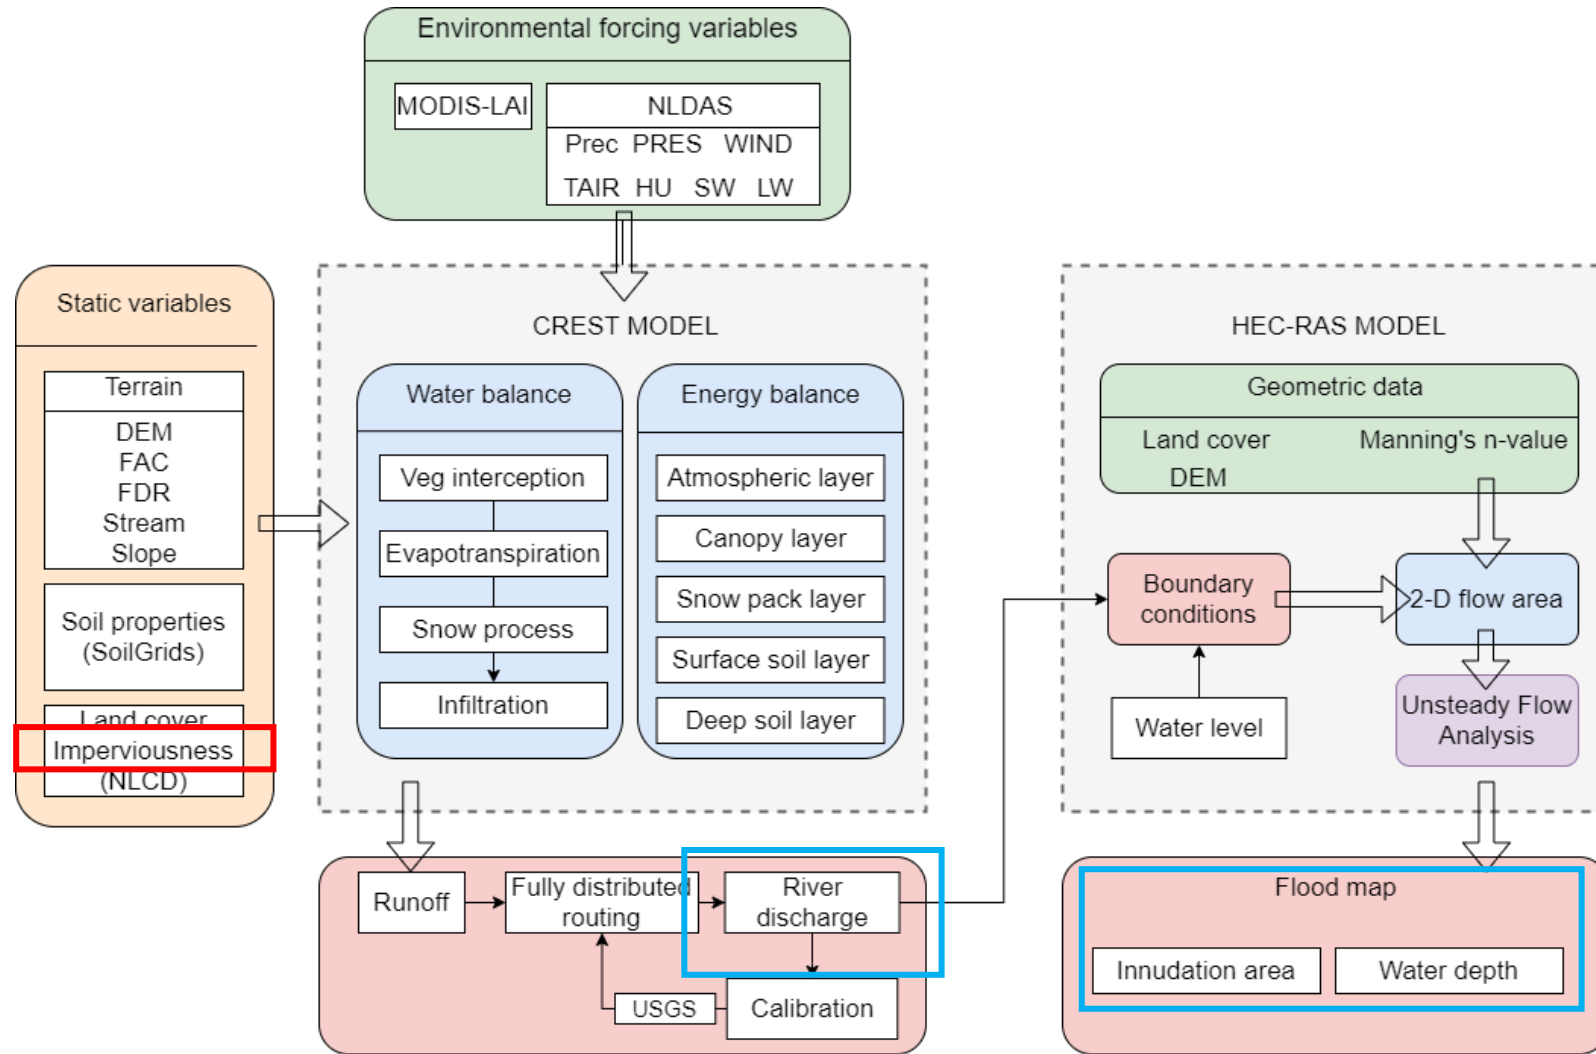 Environmental forcing variables
MODIS-LAI
NLDAS
Prec PRES WIND
TAIR HU SW LW
Static variables
Terrain
DEM
FAC
FDR
Stream
Slope
Soil properties
(SoilGrids)
Land cover
Imperviousness
(NLCD)
CREST MODEL
Water balance
Veg interception
Evapotranspiration
Snow process
Infiltration
Energy balance
Atmospheric layer
Canopy layer
Snow pack layer
Surface soil layer
Deep soil layer
Runoff
Fully distributed
routing
River
discharge
USGS
Calibration
HEC-RAS MODEL
Geometric data
Land cover
Manning's n-value
DEM
Boundary
conditions
2-D flow area
Water level
Unsteady Flow
Analysis
Flood map
Innudation area
Water depth